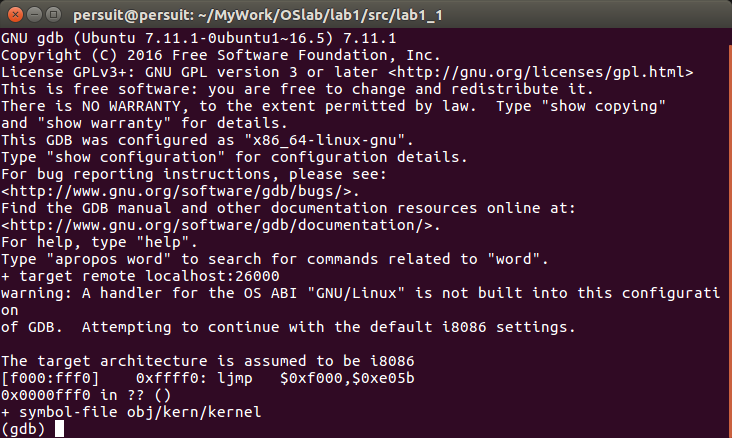 persuit@persuit: ~/MyWork/OSlab/lab1/src/lab1_1
GNU gdb (Ubuntu 7.11.1-0ubuntu1~16.5) 7.11.1
Copyright (C) 2016 Free Software Foundation, Inc.
License GPLv3+: GNU GPL version 3 or later <http://gnu.org/licenses/gpl.html>
This is free software: you are free to change and redistribute it.
There is NO WARRANTY, to the extent permitted by law.  Type "show copying"
and "show warranty" for details.
This GDB was configured as "x86_64-linux-gnu".
Type "show configuration" for configuration details.
For bug reporting instructions, please see:
<http://www.gnu.org/software/gdb/bugs/>.
Find the GDB manual and other documentation resources online at:
<http://www.gnu.org/software/gdb/documentation/>.
For help, type "help".
Type "apropos word" to search for commands related to "word".
+ target remote localhost:26000
warning: A handler for the OS ABI "GNU/Linux" is not built into this configurati
on
of GDB.  Attempting to continue with the default i8086 settings.

The target architecture is assumed to be i8086
[f000:fff0]    0xffff0: ljmp   $0xf000,$0xe05b
0x0000fff0 in ?? ()
+ symbol-file obj/kern/kernel
(gdb)